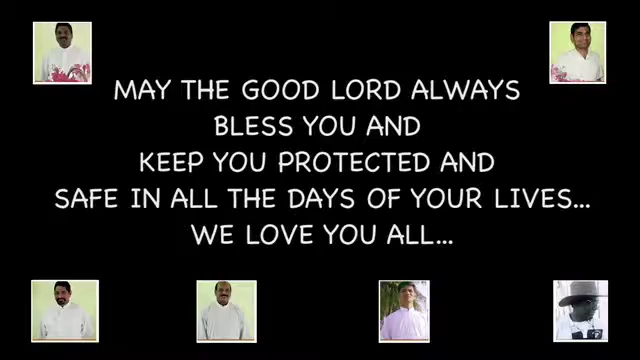 MAY THE GOOD LORD ALWAYS
BLESS YOU AND
KEEP YOU PROTECTED AND
SAFE IN ALL THE DAYS OF YOUR LIVES...
WE LOVE YOU ALL...